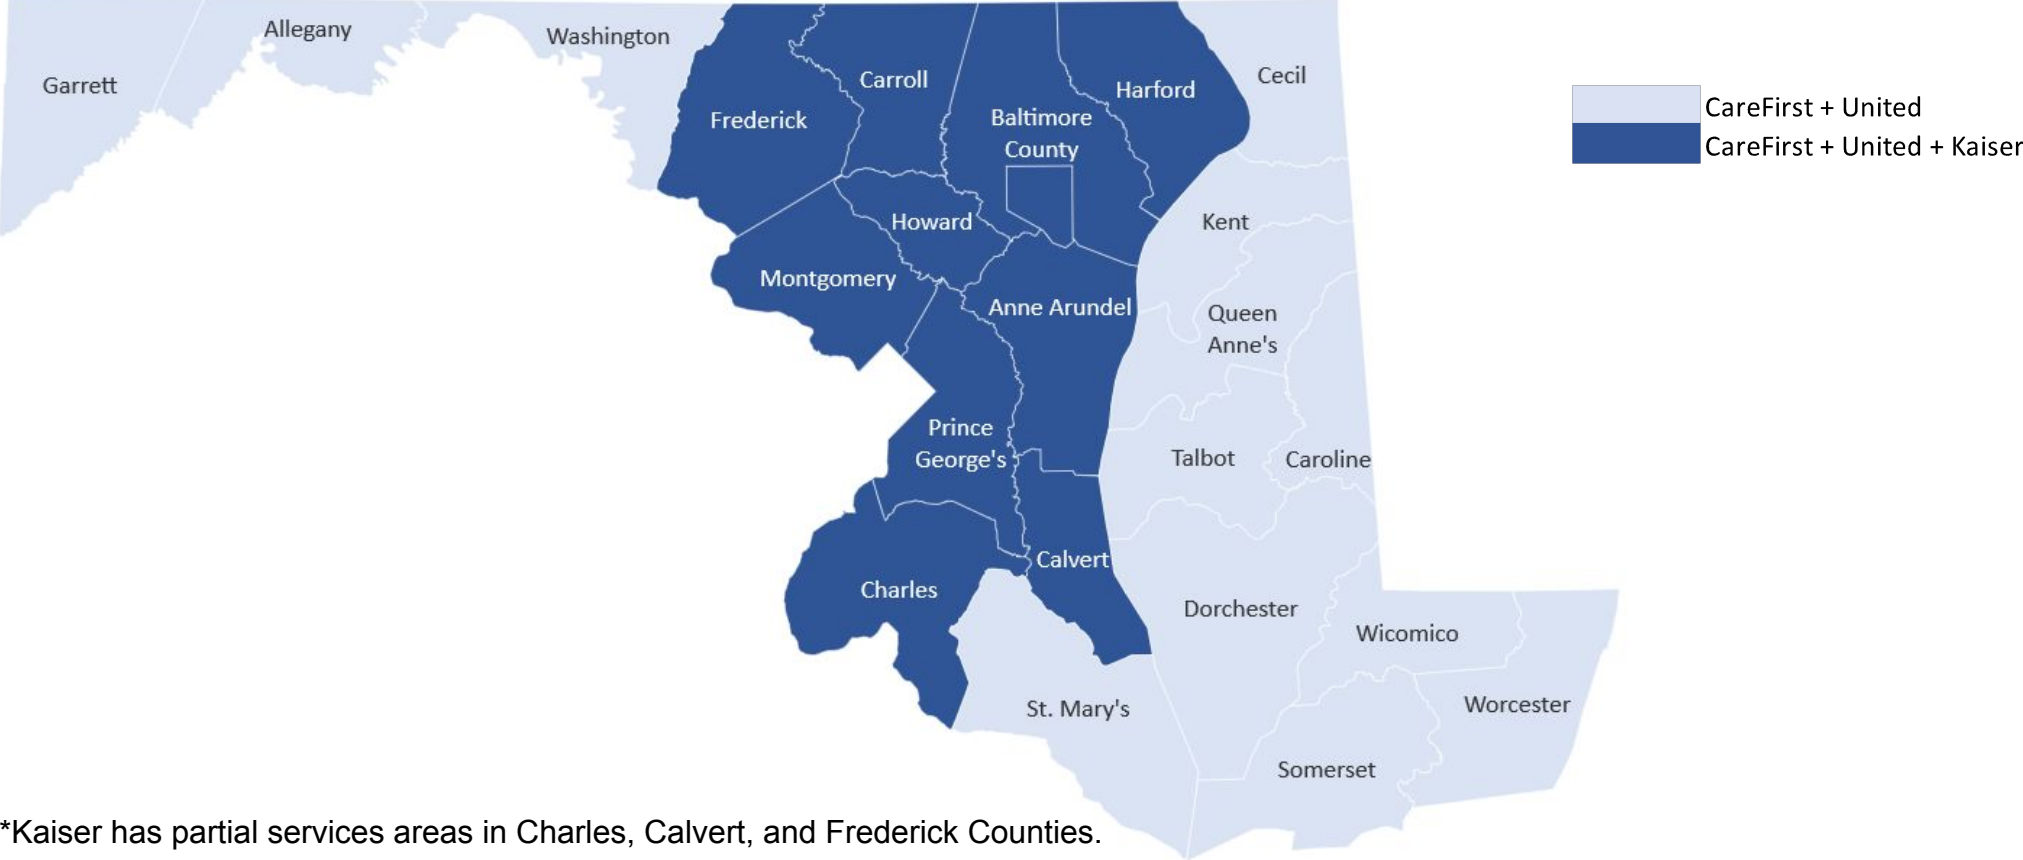 Allegany
Washington
Garrett
Frederick
Carroll
Harford
Cecil
Baltimore
County
Howard
Kent
Montgomery
Anne Arundel
Queen
Anne's
Prince
George's
Talbot
Caroline
Calvert
Charles
Dorchester
Wicomico
St. Mary's
Worcester
Somerset
CareFirst + United
CareFirst + United + Kaiser
*Kaiser has partial services areas in Charles, Calvert, and Frederick Counties.